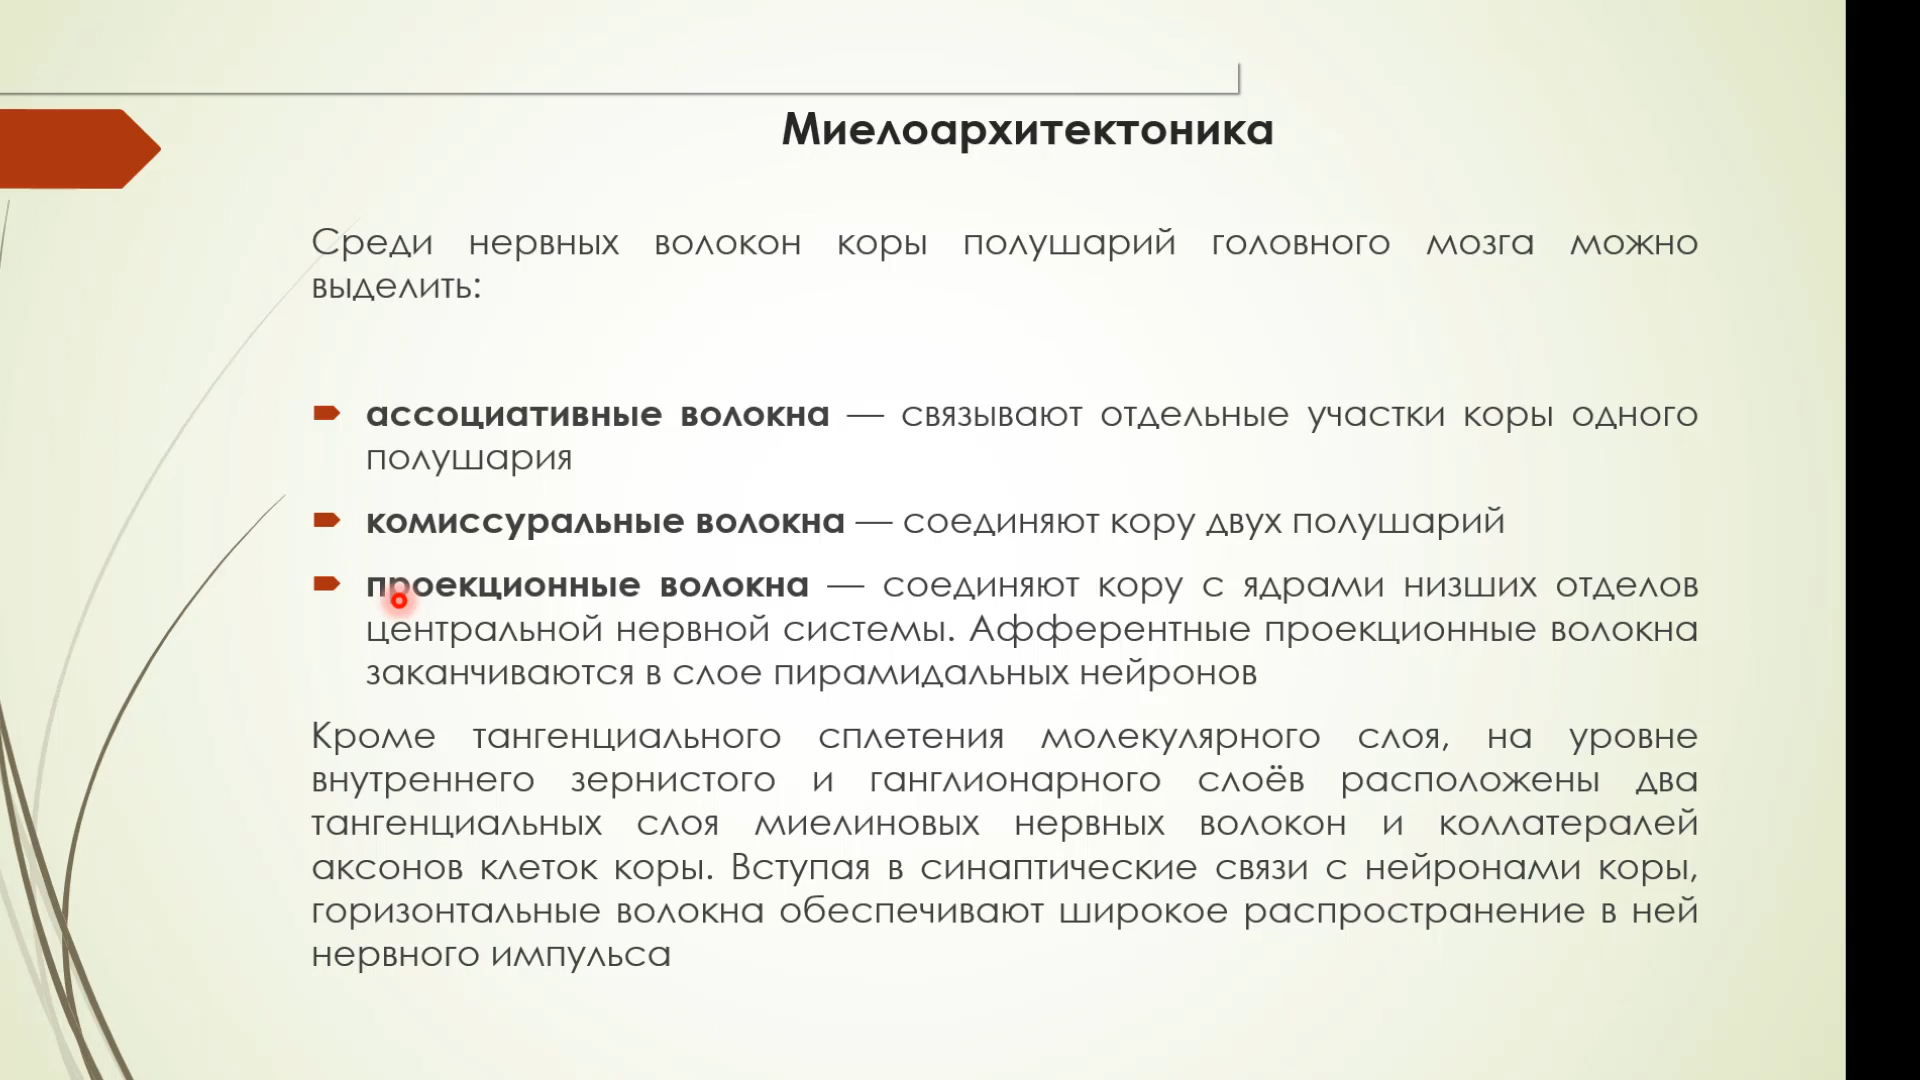 Миелоархитектоника
Среди нервных волокон коры полушарий головного мозга можно
выделить:
ассоциативные волокна — связывают отдельные участки коры одного
полушария
комиссуральные волокна — соединяют кору двух полушарий
проекционные волокна — соединяют кору с ядрами низших отделов
центральной нервной системы. Афферентные проекционные волокна
заканчиваются в слое пирамидальных нейронов
Кроме тангенциального сплетения молекулярного слоя, на уровне
внутреннего зернистого и ганглионарного слоёв расположены два
тангенциальных слоя миелиновых нервных волокон и коллатералей
аксонов клеток коры. Вступая в синаптические связи с нейронами коры,
горизонтальные волокна обеспечивают широкое распространение в ней
нервного импульса